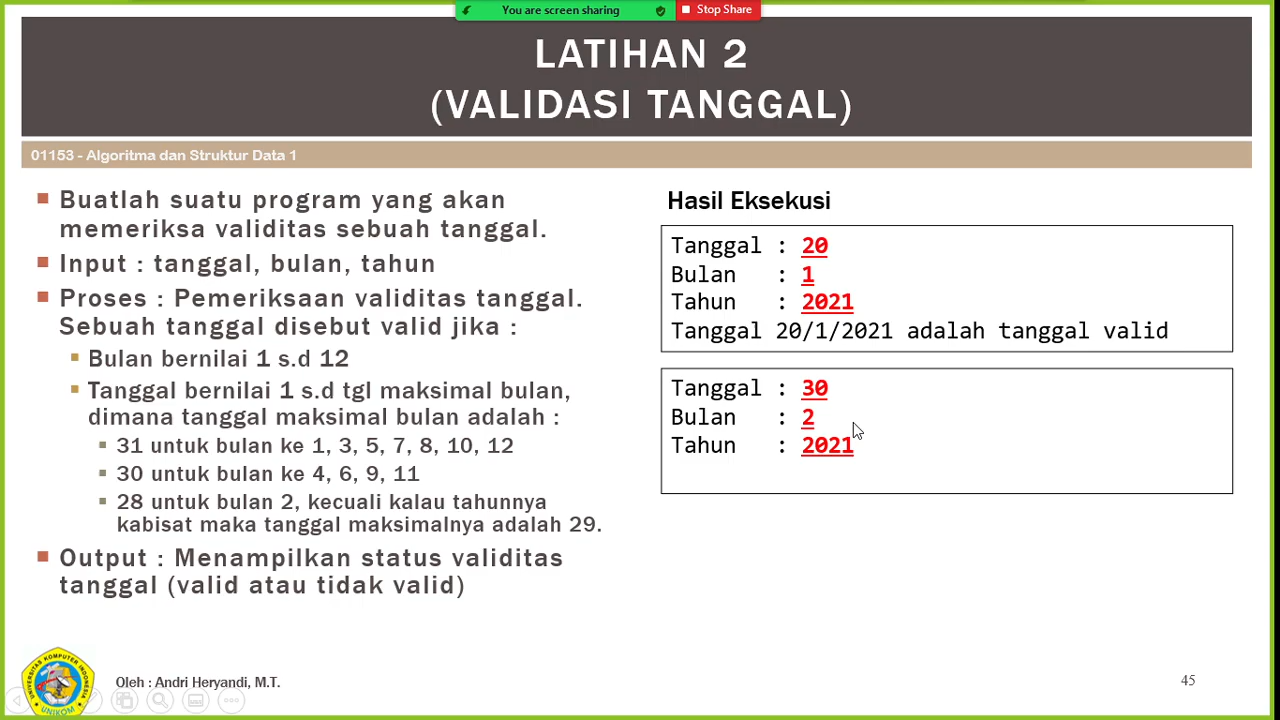 You are screen sharing
Stop Share
LATIHAN 2
(VALIDASI TANGGAL)
01153 - Algoritma dan Struktur Data 1
Buatlah suatu program yang akan
memeriksa validitas sebuah tanggal.
Input : tanggal, bulan, tahun
Proses : Pemeriksaan validitas tanggal.
Sebuah tanggal disebut valid jika :
Bulan bernilai 1 s.d 12
Tanggal bernilai 1 s.d tgl maksimal bulan,
dimana tanggal maksimal bulan adalah :
31 untuk bulan ke 1, 3, 5, 7, 8, 10, 12
30 untuk bulan ke 4, 6, 9, 11
28 untuk bulan 2, kecuali kalau tahunnya
kabisat maka tanggal maksimalnya adalah 29.
Output : Menampilkan status validitas
tanggal (valid atau tidak valid)
Hasil Eksekusi
Tanggal : 20
Bulan : 1
Tahun : 2021
Tanggal 20/1/2021 adalah tanggal valid
Tanggal : 30
Bulan : 2
Tahun : 2021
UNIVERSITAS KOMPUTER INDONESIA
UNIKOM
Oleh : Andri Heryandi, M.T.
45